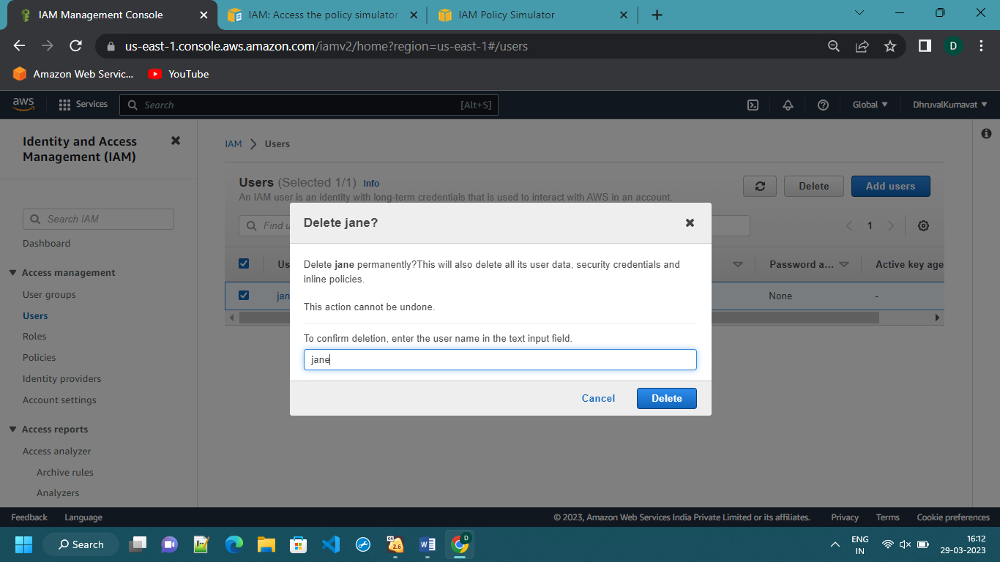 IAM Management Console
IAM: Access the policy simulator
IAM Policy Simulator
us-east-1.console.aws.amazon.com/iamv2/home?region=us-east-1#/users
D
Amazon Web Servic...
YouTube
aws
Services
Search
[Alt+S]
Global
DhruvalKumavat
Identity and Access
Management (IAM)
Search IAM
Dashboard
Access management
User groups
Users
Roles
Policies
Identity providers
Account settings
Access reports
Access analyzer
Archive rules
Analyzers
IAM > Users
Users (Selected 1/1) Info
An IAM user is an identity with long-term credentials that is used to interact with AWS in an account.
Delete
Add users
Find u
1
Us
Password a...
Active key age
jan
None
-
Delete jane?
Delete jane permanently?This will also delete all its user data, security credentials and
inline policies.
This action cannot be undone.
To confirm deletion, enter the user name in the text input field.
jane
Cancel
Delete
Feedback
Language
© 2023, Amazon Web Services India Private Limited or its affiliates.
Privacy
Terms
Cookie preferences
Search
64
2.6
D
ENG
IN
16:12
29-03-2023